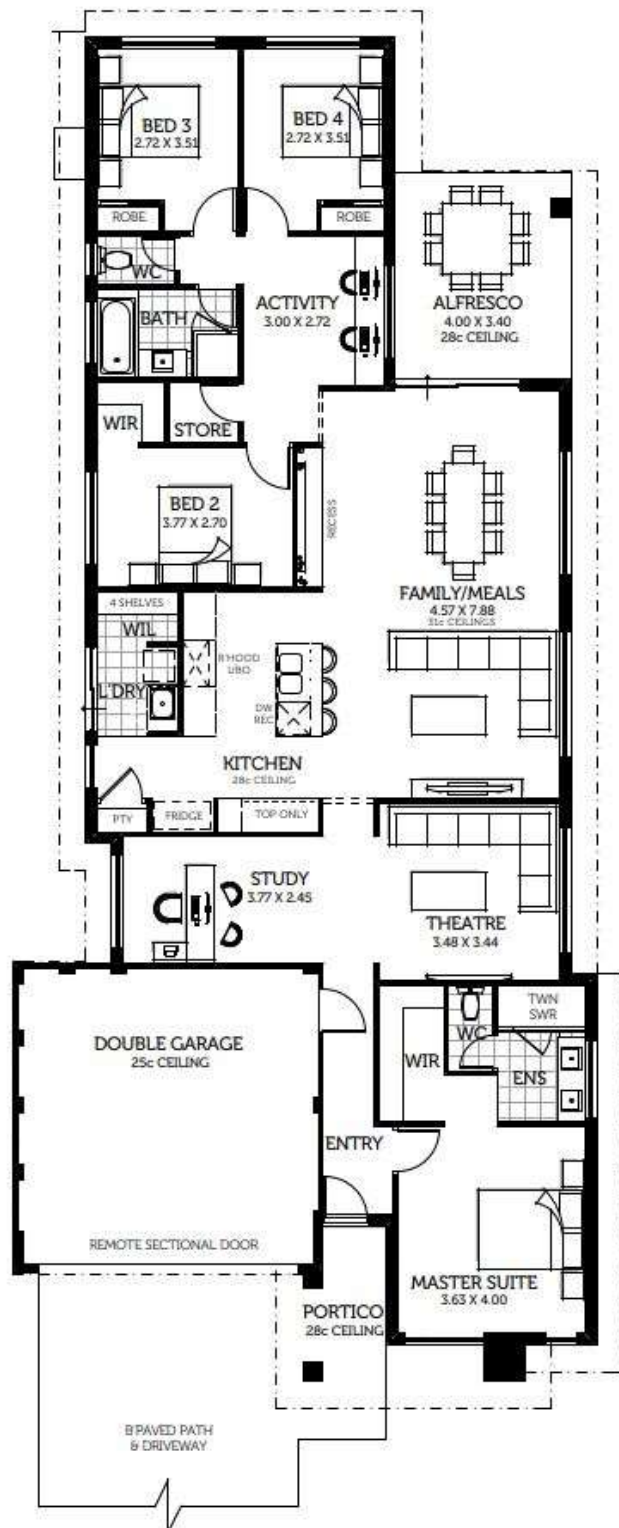 BED 3
2.72 X 3.51
BED 4
2.72 X 3.51
ROBE
ROBE
WC
BATH
ACTIVITY
3.00 X 2.72
ALFRESCO
4.00 X 3.40
28c CEILING
WIR
STORE
BED 2
3.77 X 2.70
RECESS
FAMILY/MEALS
4.57 X 7.88
31c CEILINGS
4 SHELVES
WIL
R'HOOD
UBO
L'DRY
DW
REC
KITCHEN
28c CEILING
PTY
FRIDGE
TOP ONLY
STUDY
3.77 X 2.45
THEATRE
3.48 X 3.44
DOUBLE GARAGE
25c CEILING
WIR
WC
TWN
SWR
ENS
ENTRY
REMOTE SECTIONAL DOOR
MASTER SUITE
3.63 X 4.00
PORTICO
28c CEILING
B'PAVED PATH
& DRIVEWAY